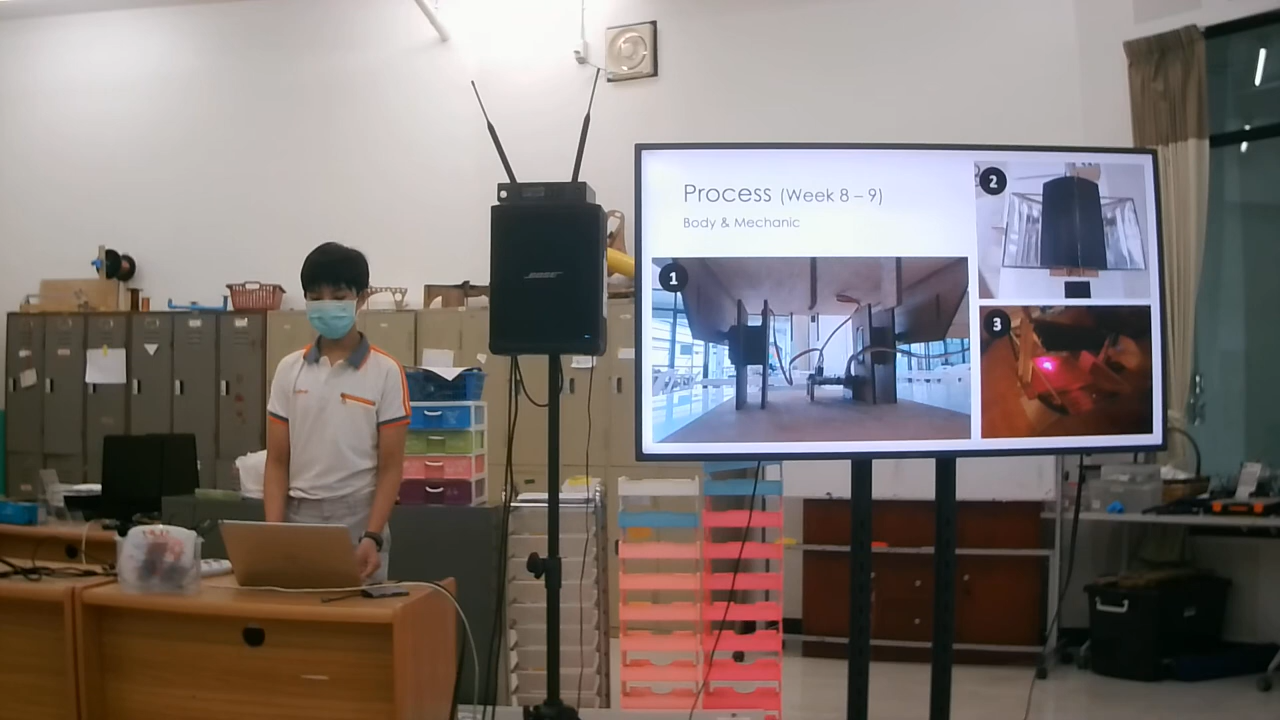 BOSE
Process (Week 8 – 9)
Body & Mechanic
1
2
3